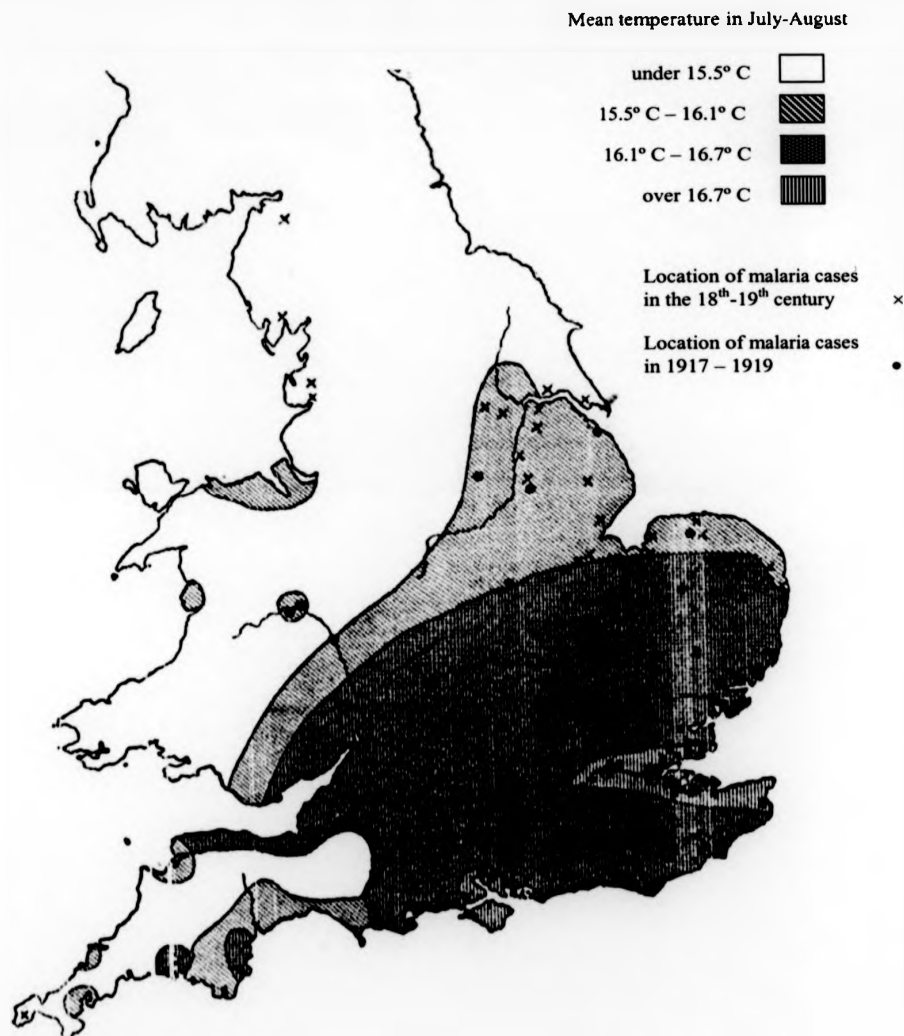 Mean temperature in July-August
under 15.5° C
15.5° C – 16.1° C
16.1° C – 16.7° C
over 16.7° C
Location of malaria cases
in the 18th-19th century ×
Location of malaria cases
in 1917 – 1919 •